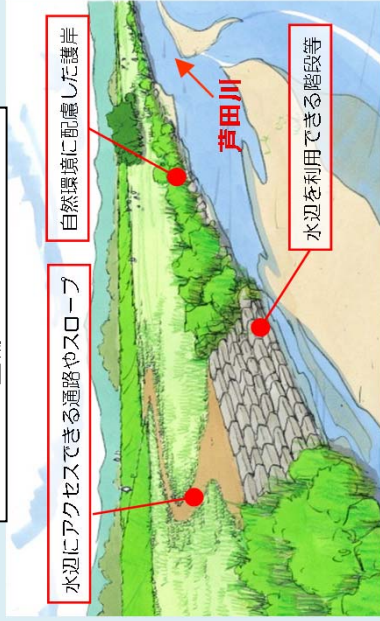 水辺にアクセスできる通路やスロープ
自然環境に配慮した護岸
芦田川
水辺を利用できる階段等